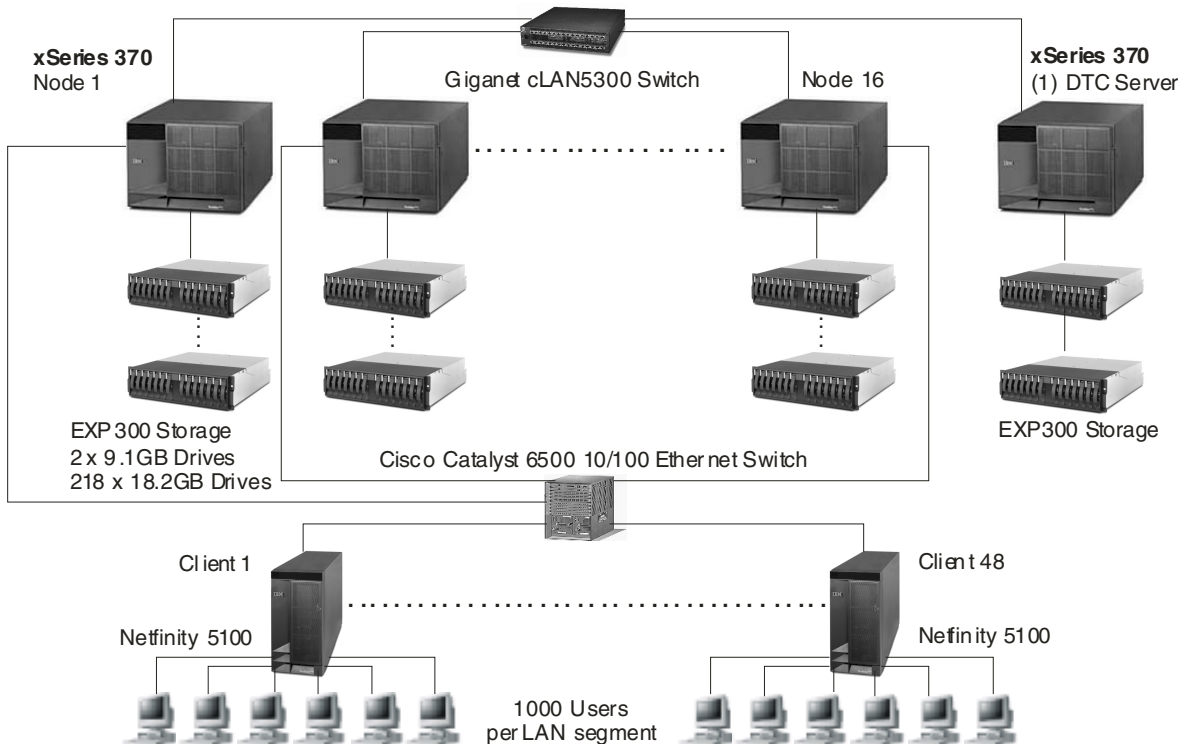 xSeries 370
Node 1
Giganet cLAN5300 Switch
Node 16
xSeries 370
(1) DTC Server
EXP300 Storage
2 x 9.1GB Drives
218 x 18.2GB Drives
EXP300 Storage
Cisco Catalyst 6500 10/100 Ethernet Switch
Client 1
Client 48
Netfinity 5100
Netfinity 5100
1000 Users
per LAN segment